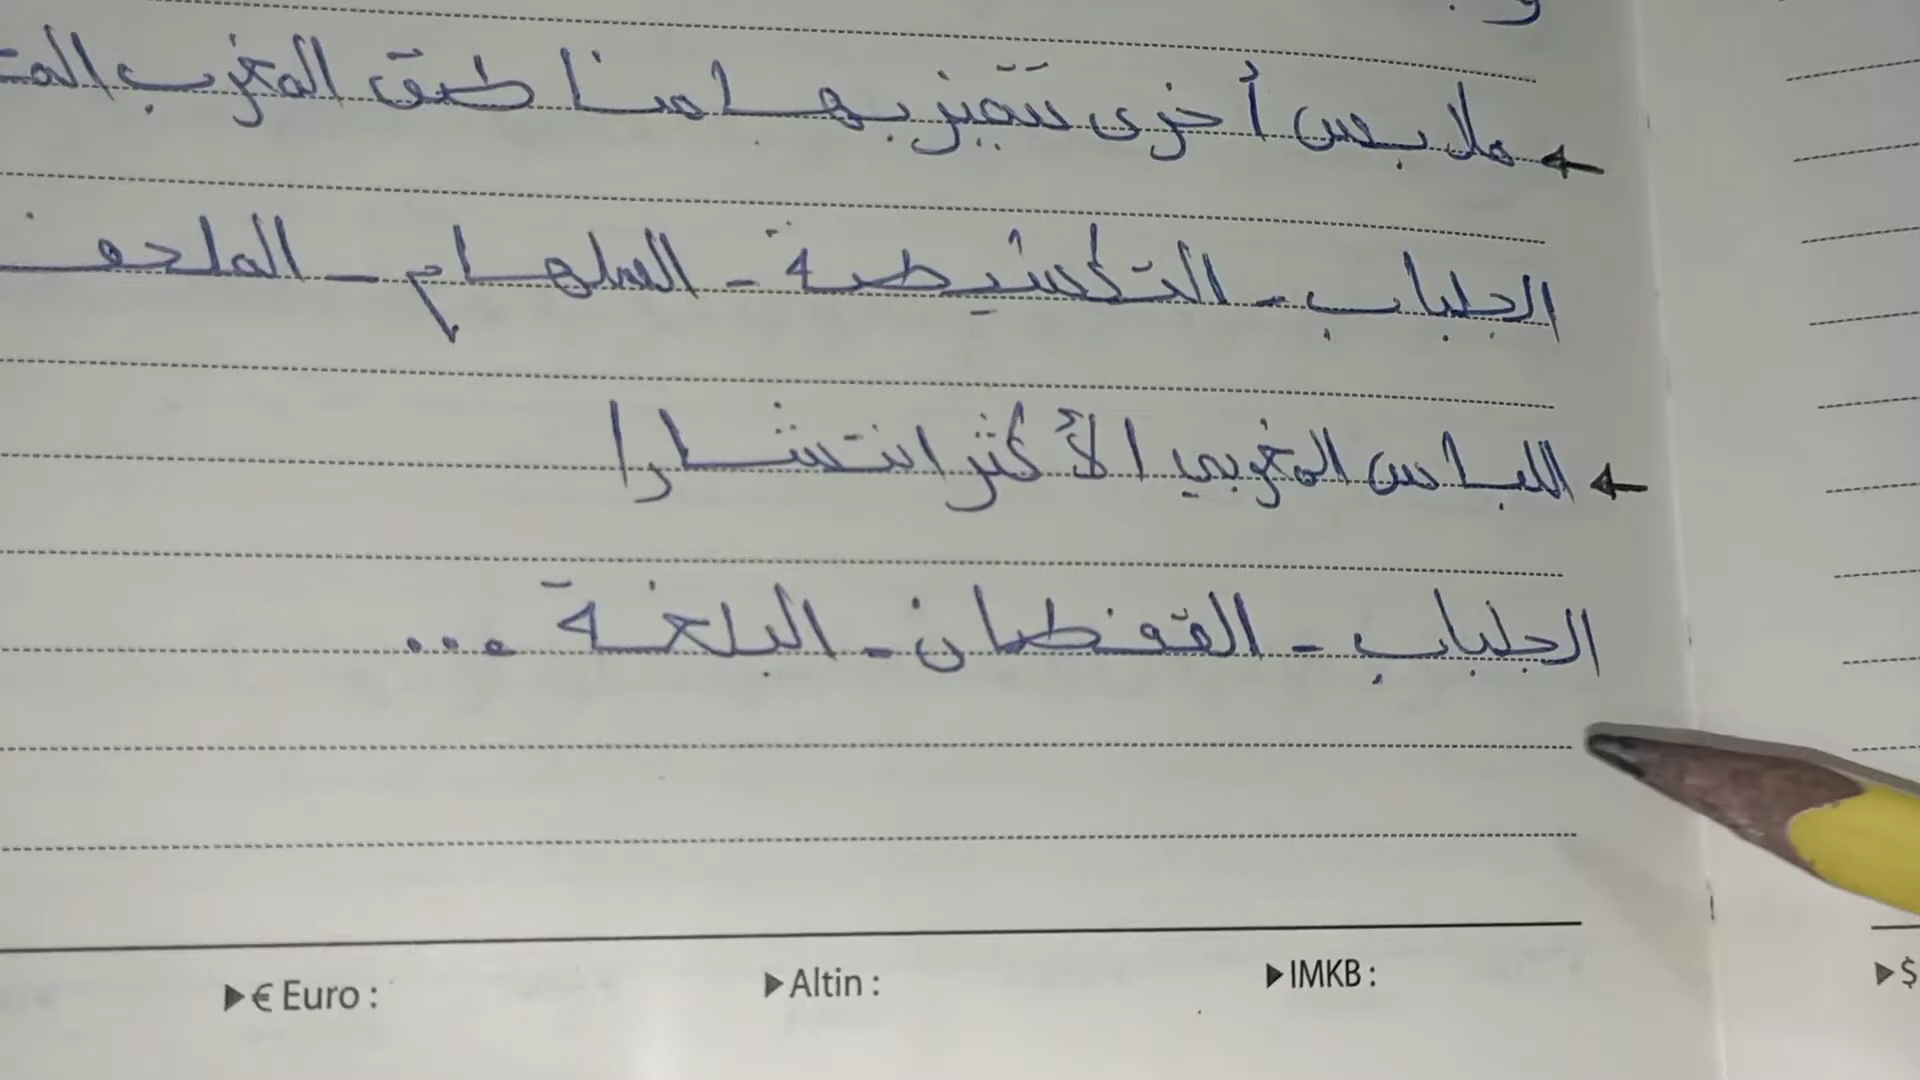 ملابس أخرى تتميز بها مناطق المغرب
الجلباب - التكشيطة - السلهام - الملحف
اللباس المغربي الأكثر انتشارا
الجلباب - القفطان - البلغة ...
▶€ Euro : ▶Altin : ▶IMKB : ▶$